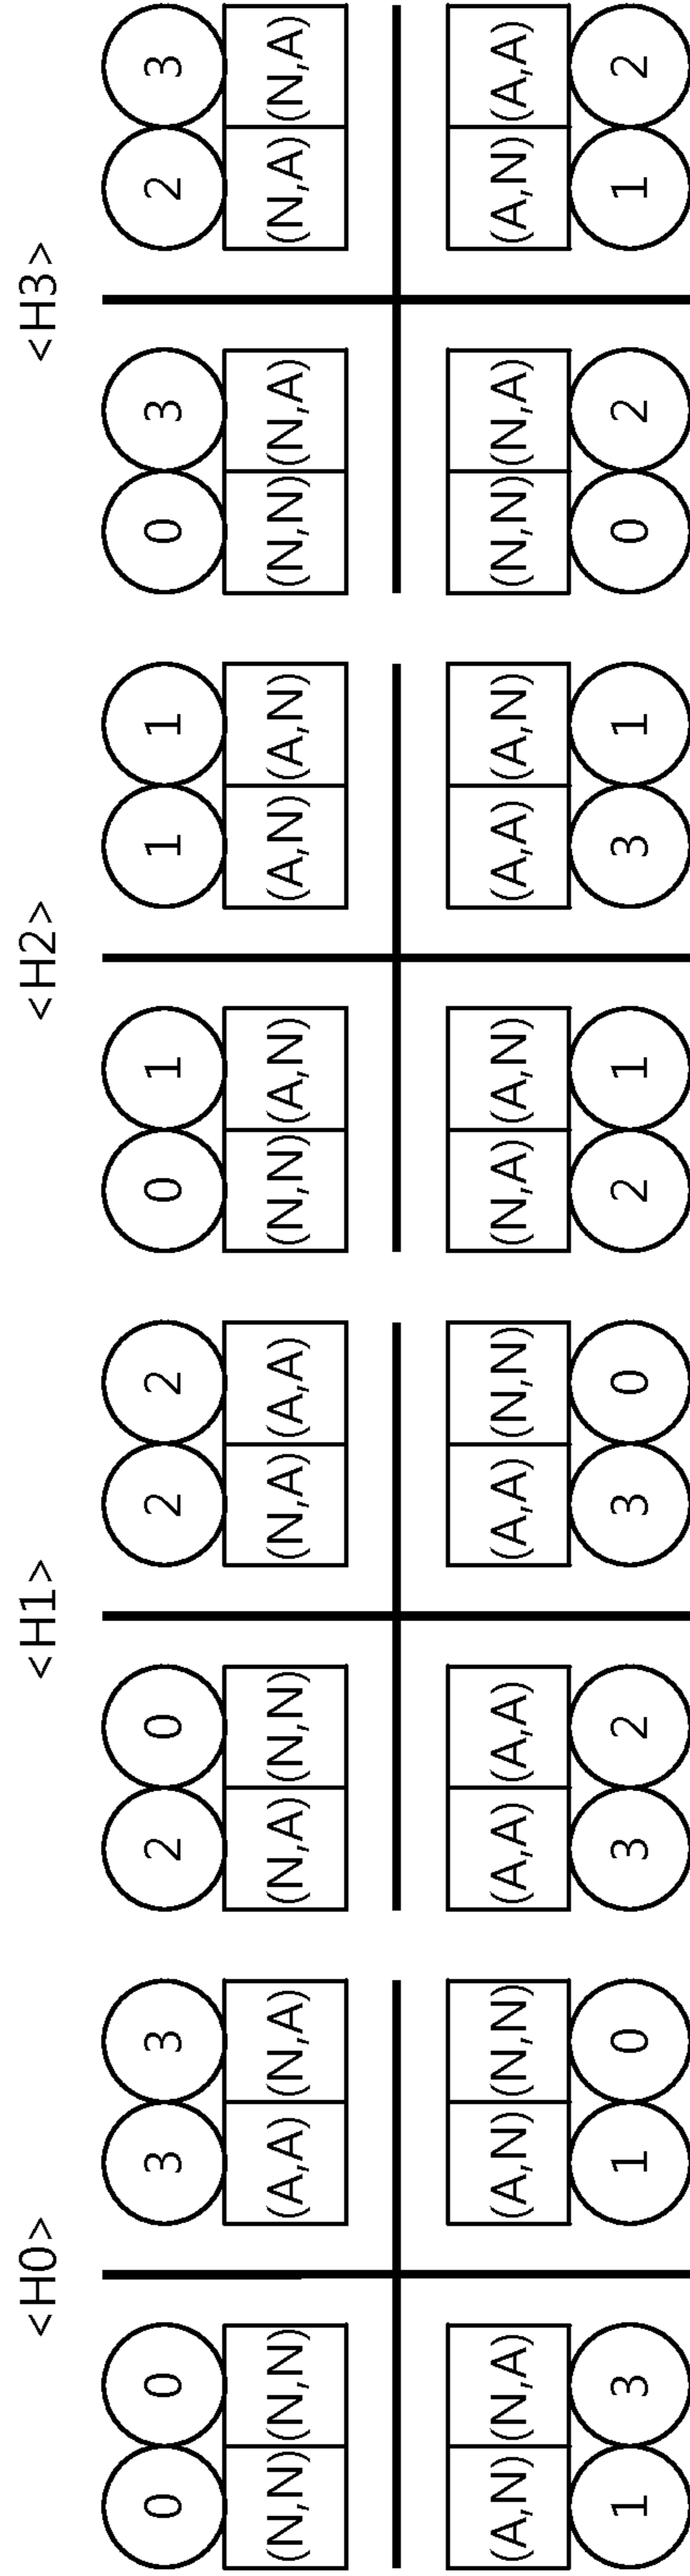 <H0> <H1> <H2> <H3>
0 0 3 3 2 0 2 2 0 1 1 1 0 3 2 3
(N,N) (N,N) (A,A) (N,A) (N,A) (N,N) (N,A) (A,A) (N,N) (A,N) (A,N) (A,N) (N,N) (N,A) (N,A) (N,A)
(A,N) (N,A) (A,N) (N,N) (A,A) (A,A) (A,A) (N,N) (N,A) (A,N) (A,A) (A,N) (N,N) (N,A) (A,N) (A,A)
1 3 1 0 3 2 3 0 2 1 3 1 0 2 1 2